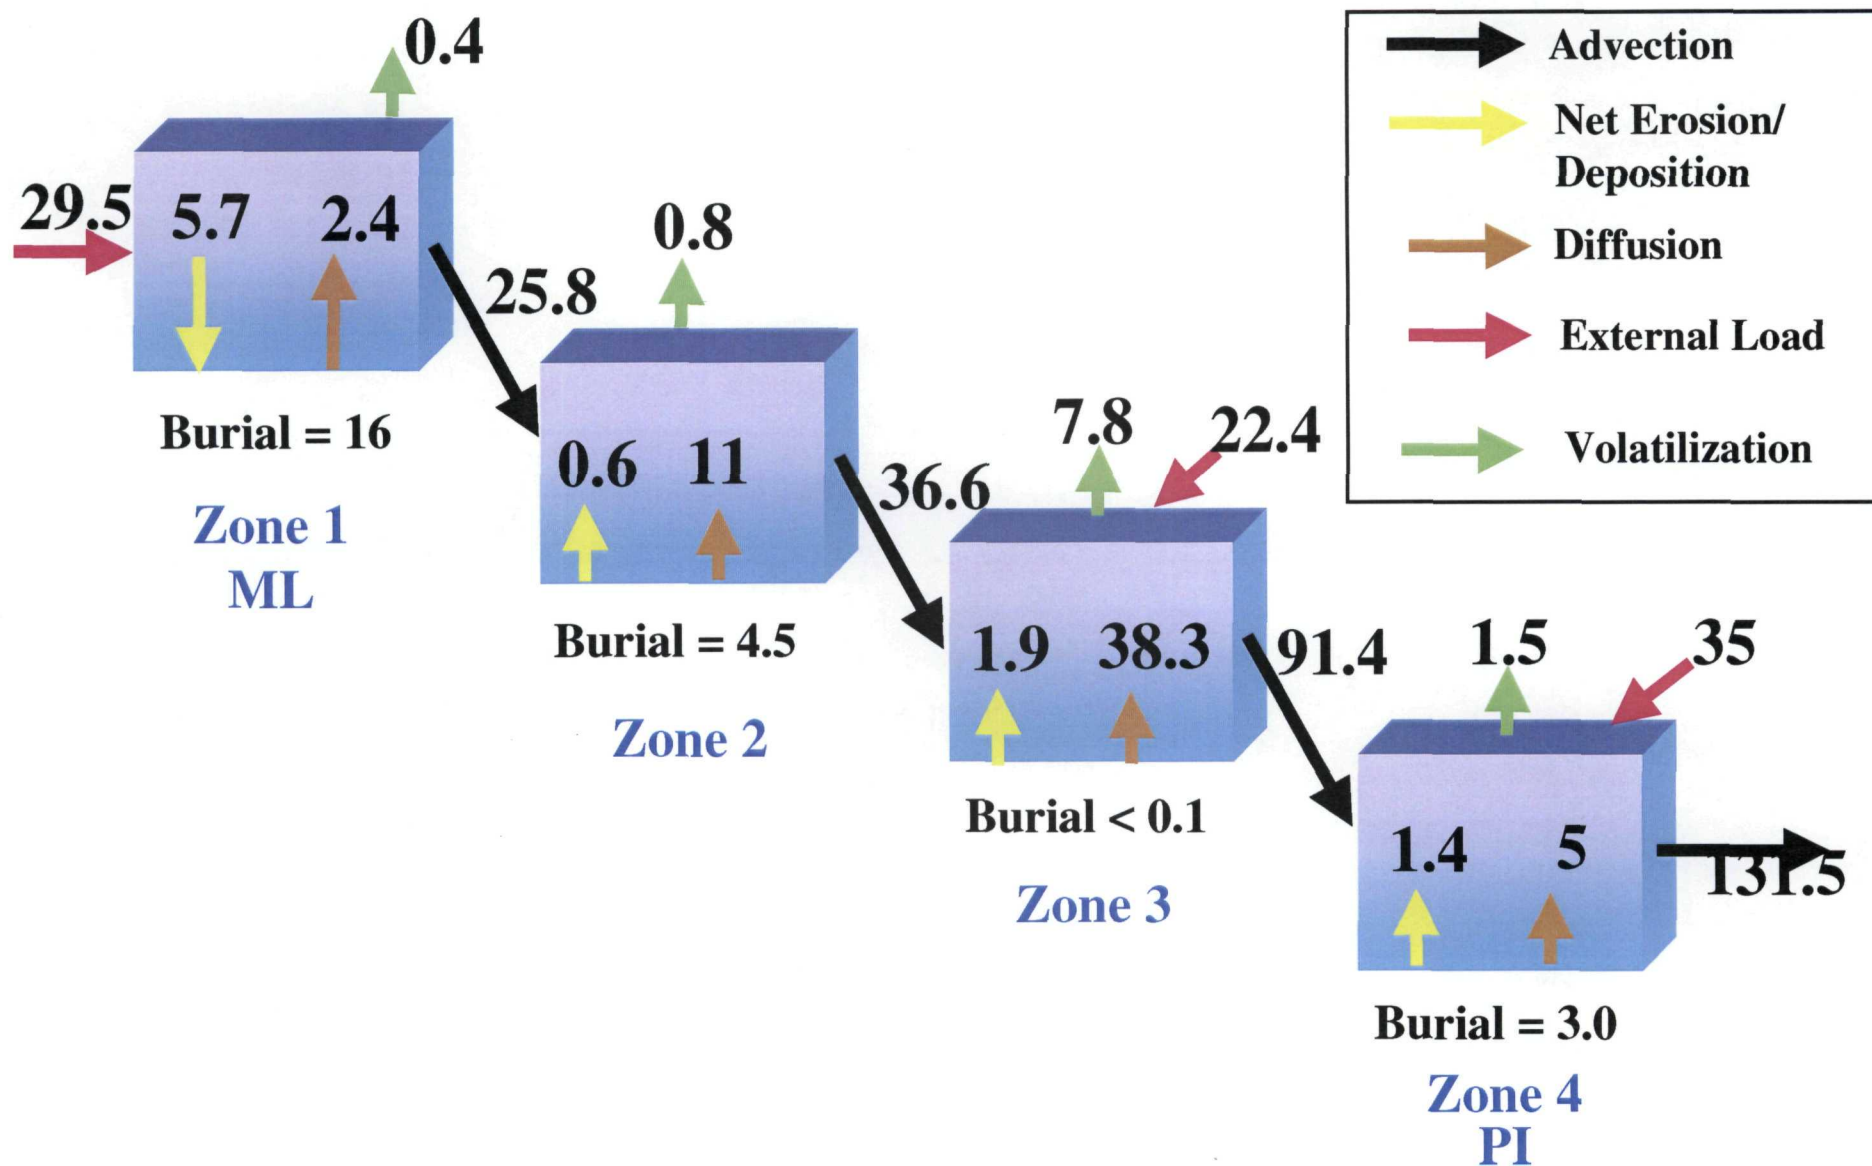 0.4
29.5
5.7
2.4
25.8
Burial = 16
Zone 1
ML
0.8
0.6
11
36.6
Burial = 4.5
Zone 2
7.8
22.4
1.9
38.3
91.4
Burial < 0.1
Zone 3
1.5
35
1.4
5
131.5
Burial = 3.0
Zone 4
PI
Advection
Net Erosion/
Deposition
Diffusion
External Load
Volatilization